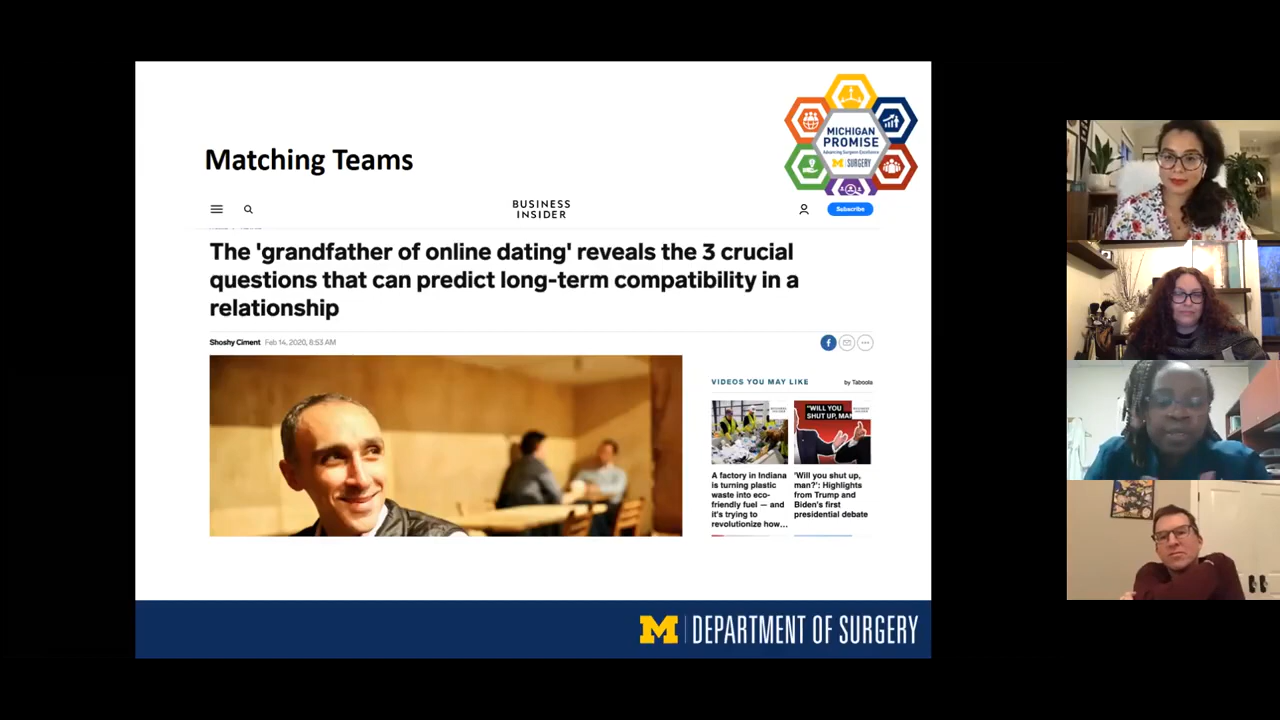 MICHIGAN
PROMISE
Advancing Surgeon Excellence
M SURGERY
Matching Teams
BUSINESS
INSIDER
Subscribe
The 'grandfather of online dating' reveals the 3 crucial
questions that can predict long-term compatibility in a
relationship
Shoshy Ciment Feb 14, 2020, 8:53 AM
VIDEOS YOU MAY LIKE
by Taboola
"WILL YOU
SHUT UP, MAN
A factory in Indiana
is turning plastic
waste into eco-
friendly fuel — and
it's trying to
revolutionize how...
'Will you shut up,
man?': Highlights
from Trump and
Biden's first
presidential debate
M DEPARTMENT OF SURGERY